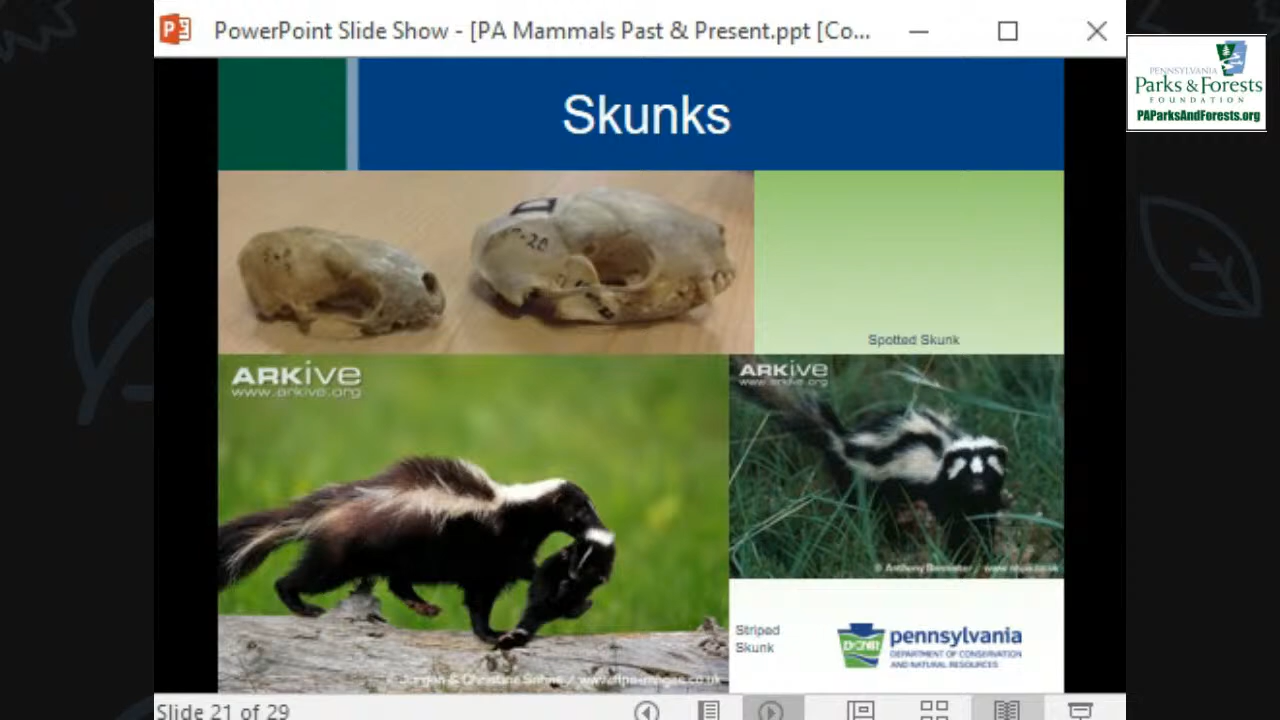 PowerPoint Slide Show - [PA Mammals Past & Present.ppt [Co...
PENNSYLVANIA
Parks & Forests
FOUNDATION
PAParksAndForests.org
Skunks
Spotted Skunk
ARKive
www.arkive.org
ARKive
www.arkive.org
Striped
Skunk
DCNR
pennsylvania
DEPARTMENT OF CONSERVATION
AND NATURAL RESOURCES
Slide 21 of 29